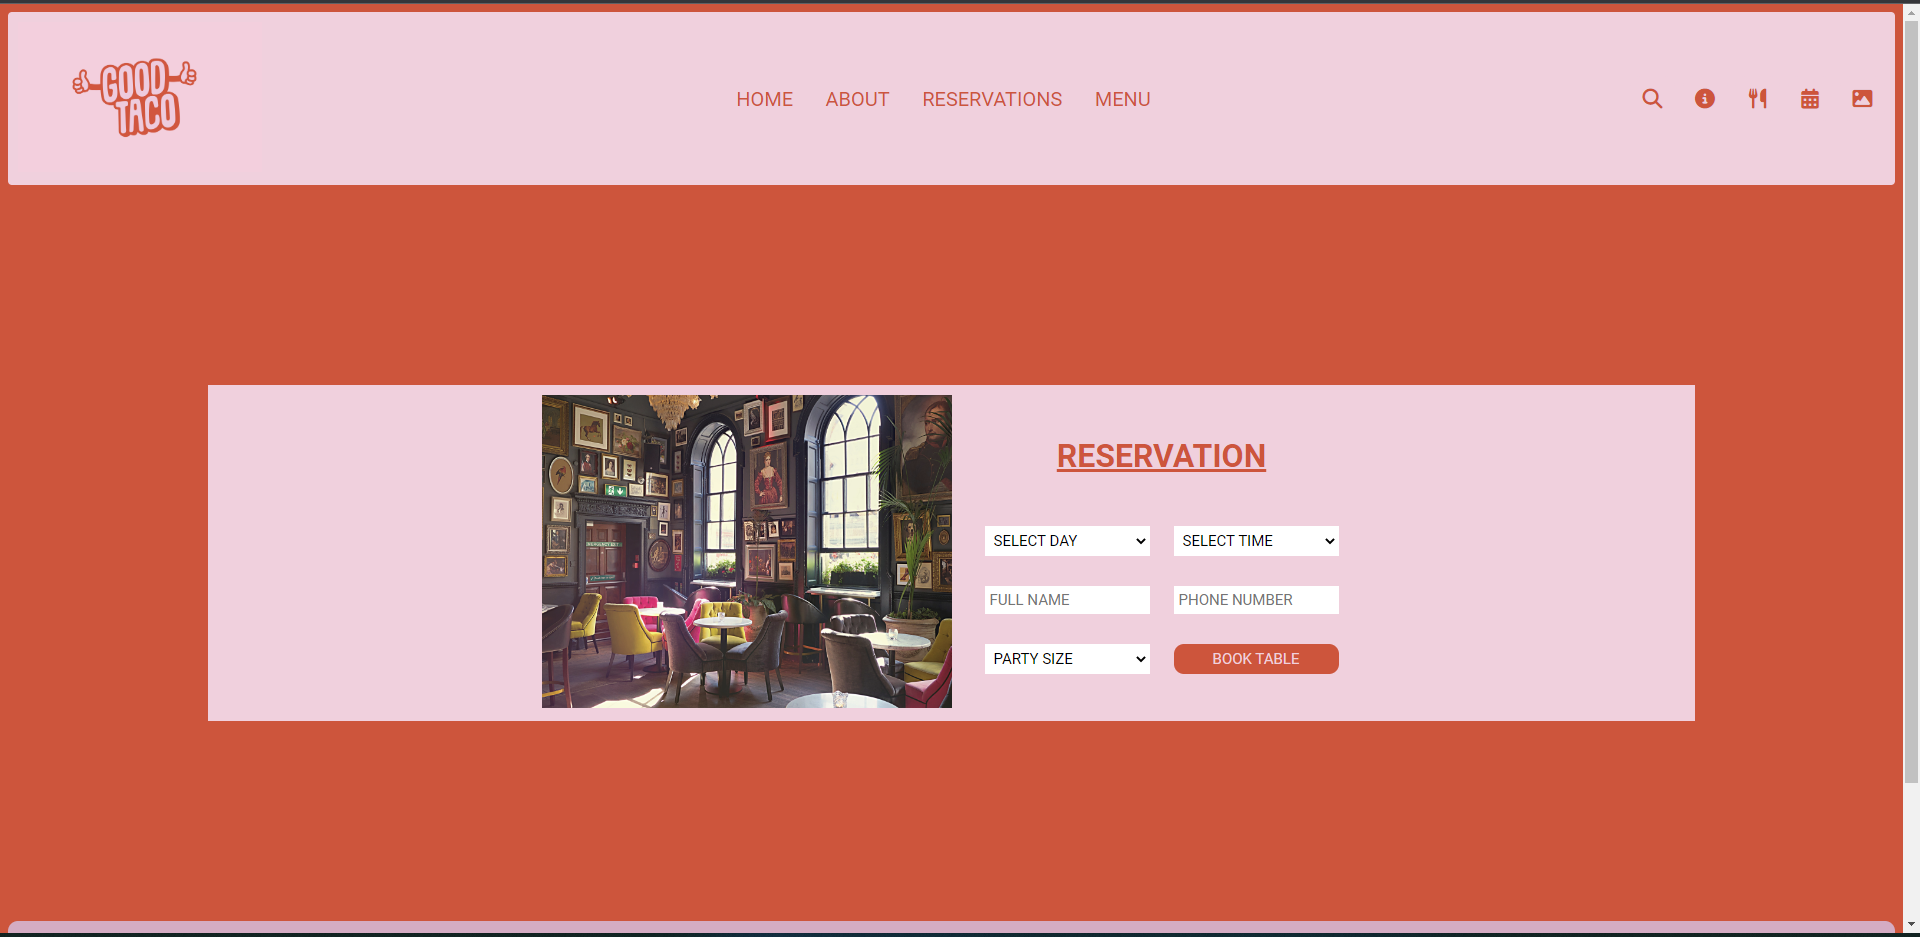 GOOD
TACO
HOME ABOUT RESERVATIONS MENU
RESERVATION
SELECT DAY SELECT TIME
FULL NAME PHONE NUMBER
PARTY SIZE BOOK TABLE